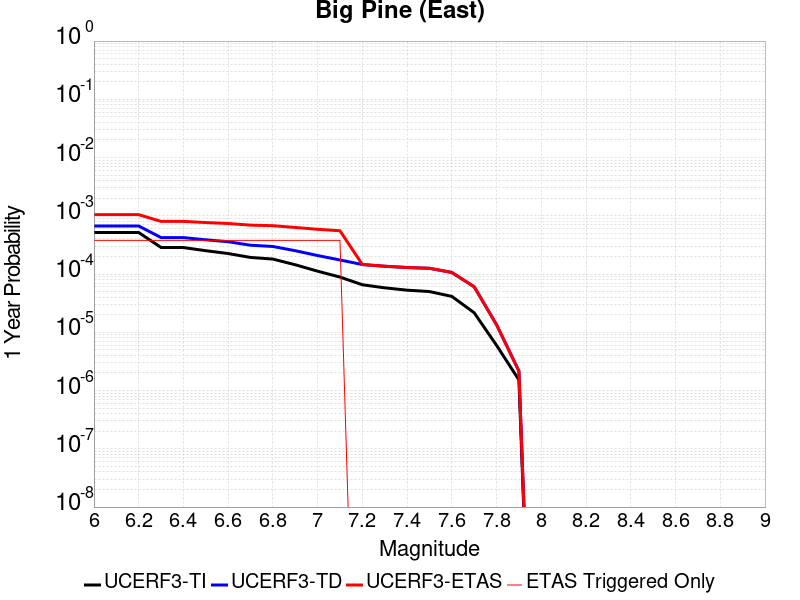 Big Pine (East)
10^0
10^-1
10^-2
10^-3
10^-4
10^-5
10^-6
10^-7
10^-8
1 Year Probability
6 6.2 6.4 6.6 6.8 7 7.2 7.4 7.6 7.8 8 8.2 8.4 8.6 8.8 9
Magnitude
UCERF3-TI UCERF3-TD UCERF3-ETAS ETAS Triggered Only